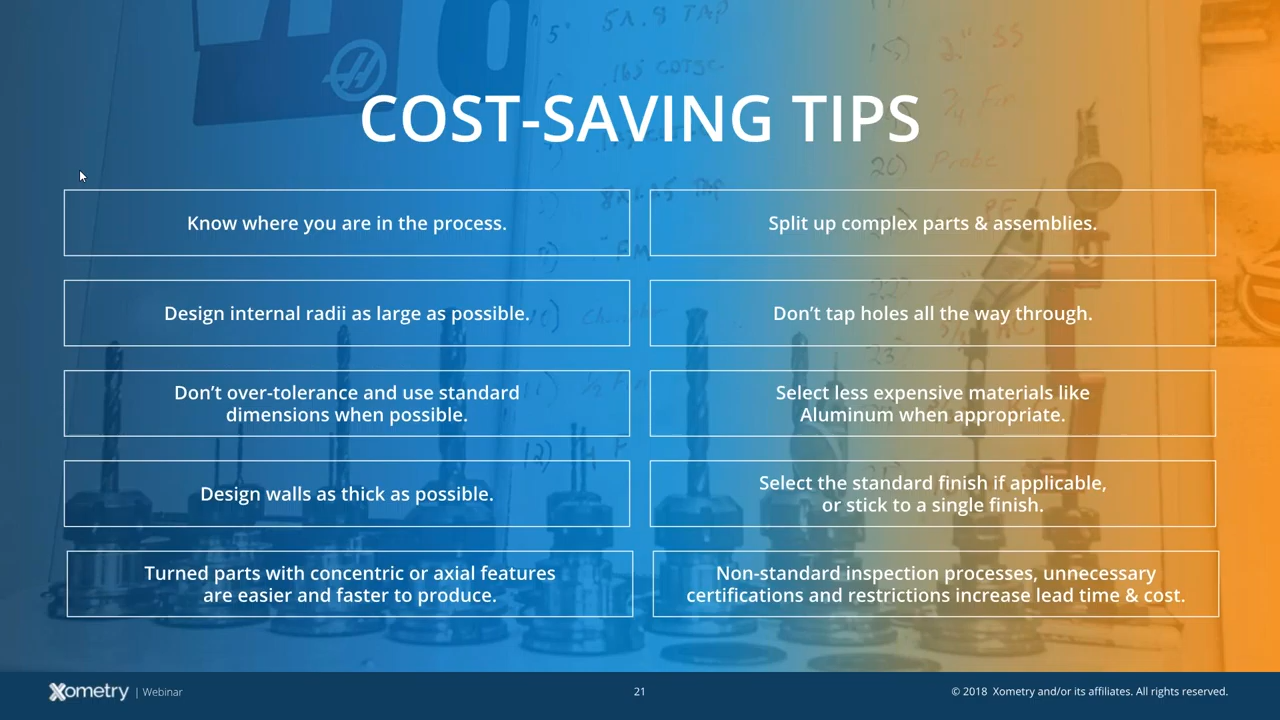 COST-SAVING TIPS
Know where you are in the process.
Split up complex parts & assemblies.
Design internal radii as large as possible.
Don’t tap holes all the way through.
Don’t over-tolerance and use standard
dimensions when possible.
Select less expensive materials like
Aluminum when appropriate.
Design walls as thick as possible.
Select the standard finish if applicable,
or stick to a single finish.
Turned parts with concentric or axial features
are easier and faster to produce.
Non-standard inspection processes, unnecessary
certifications and restrictions increase lead time & cost.
Xometry | Webinar
21
© 2018 Xometry and/or its affiliates. All rights reserved.